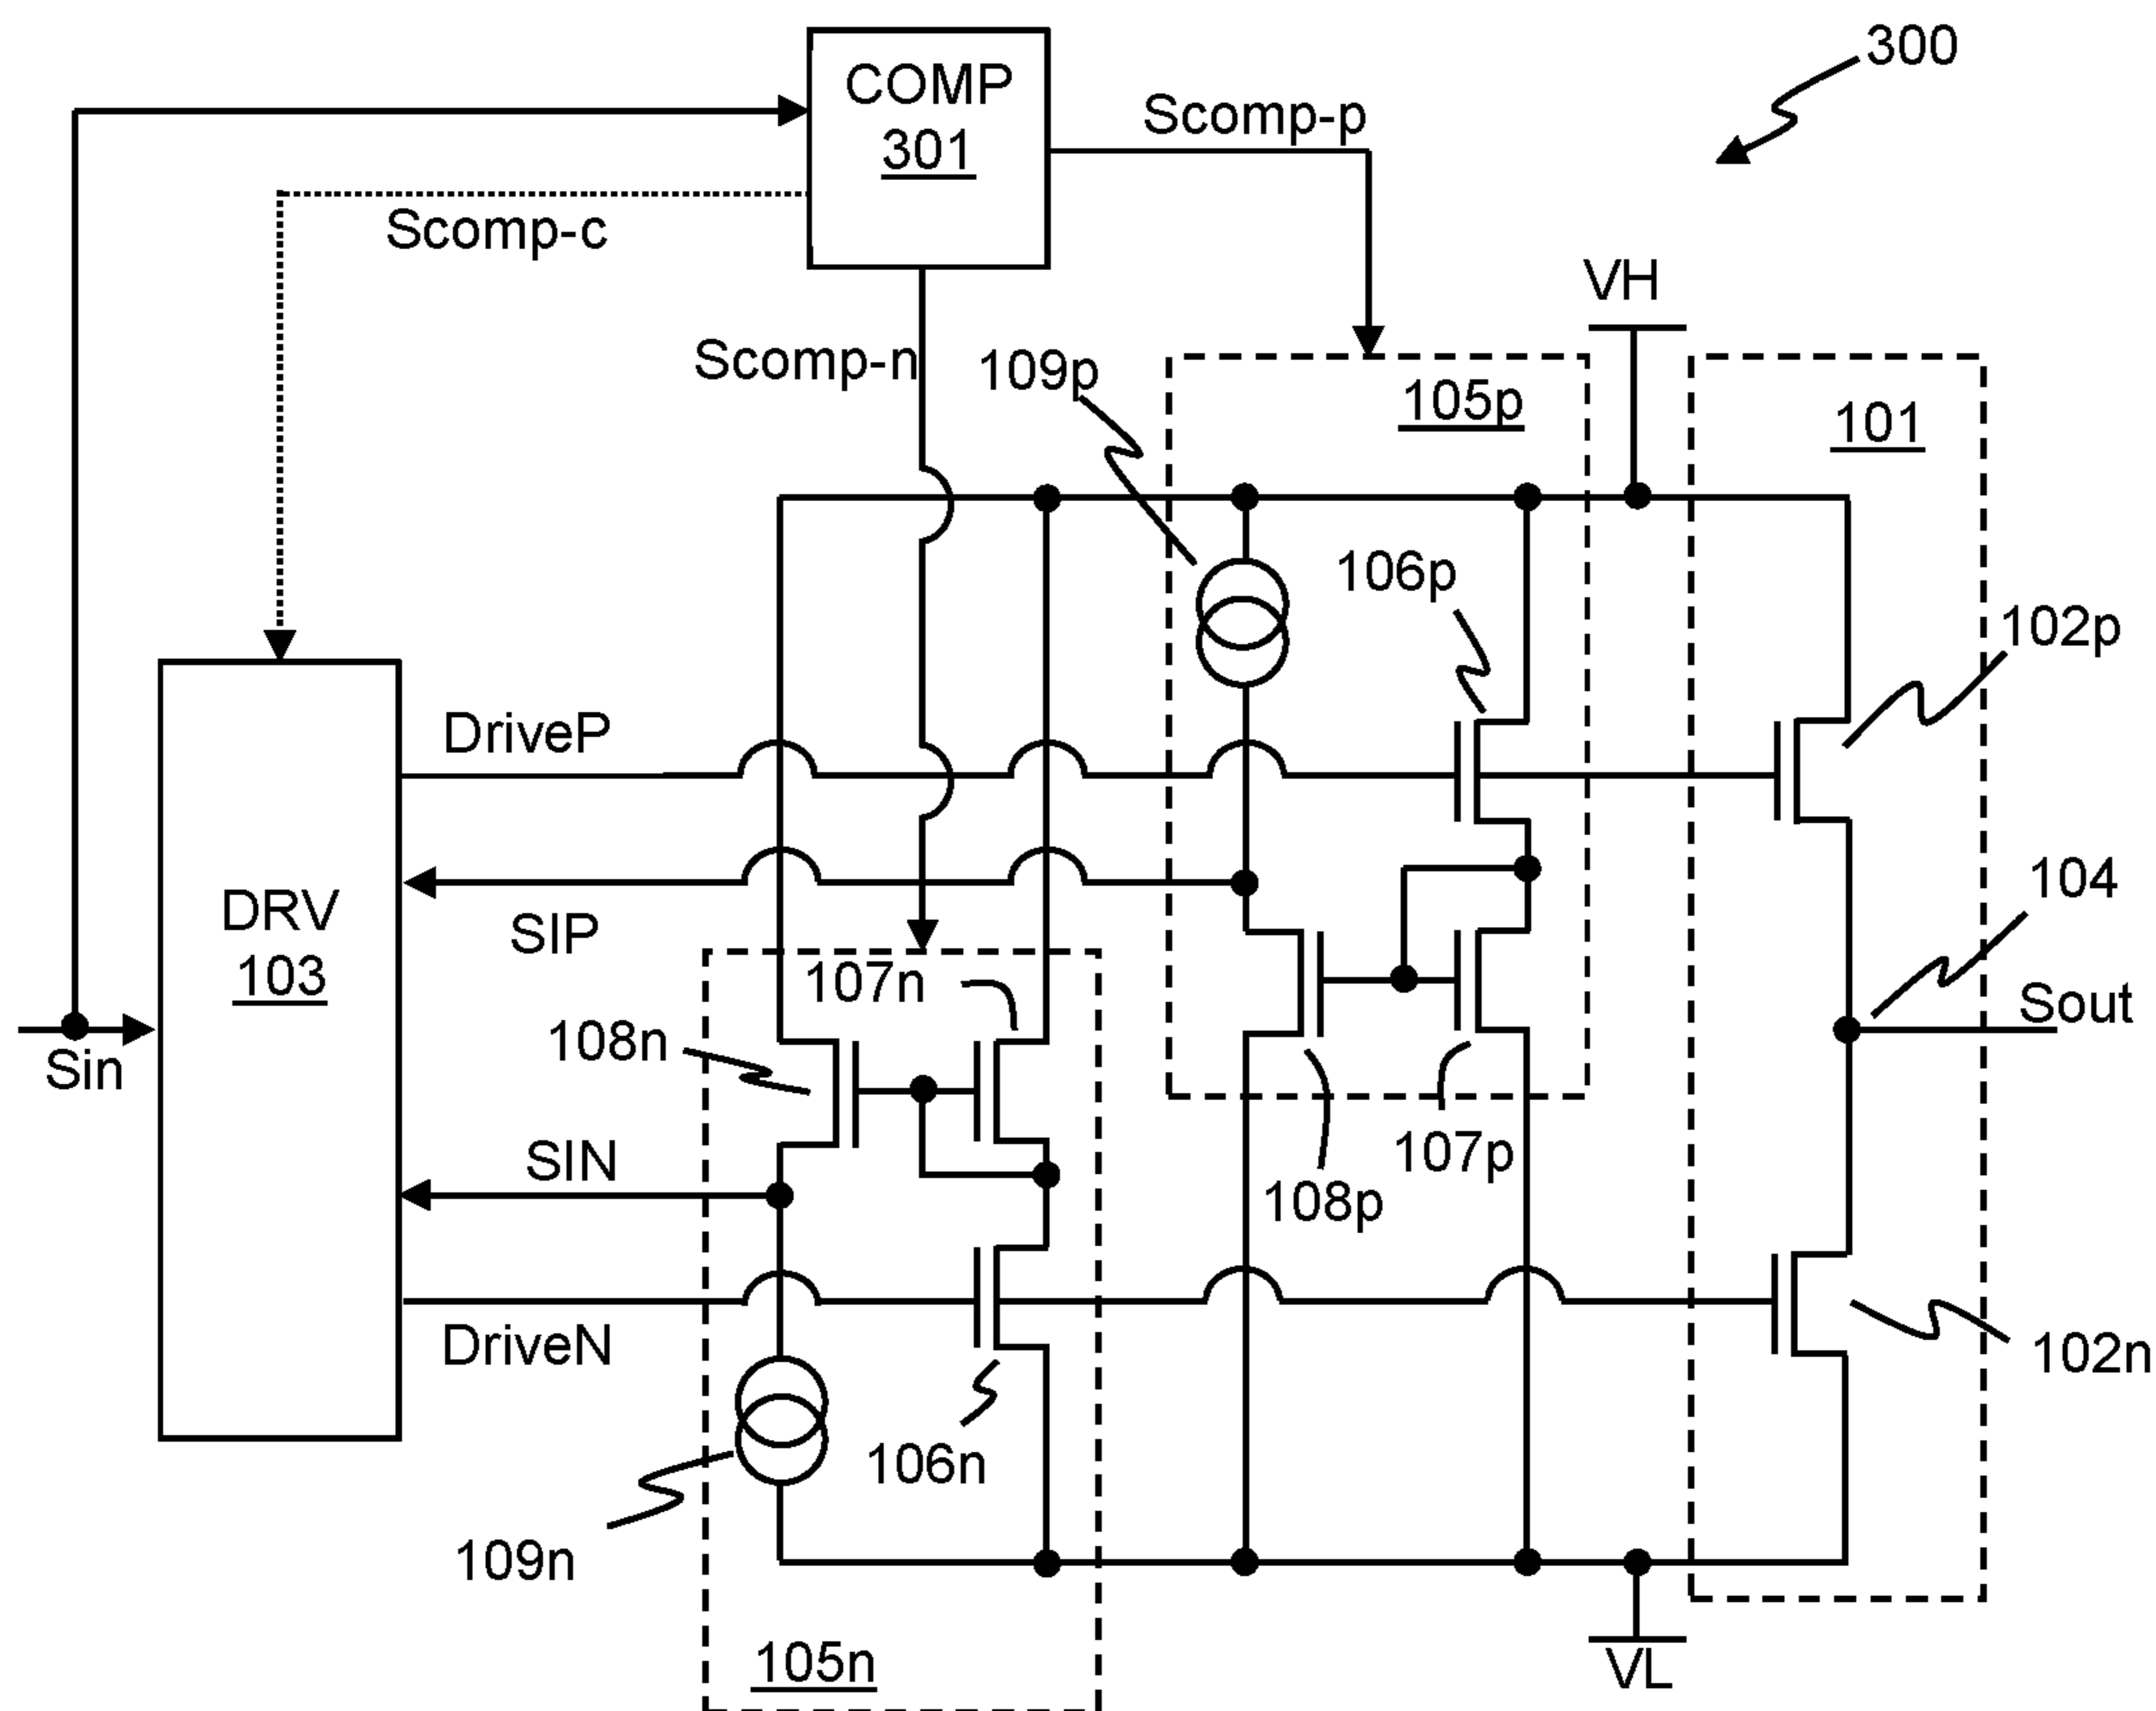 300
COMP
301
Scomp-p
Scomp-c
VH
Scomp-n
109p
105p
101
106p
102p
DriveP
104
DRV
103
SIP
107n
Sout
108n
Sin
SIN
107p
108p
DriveN
102n
106n
109n
105n
VL